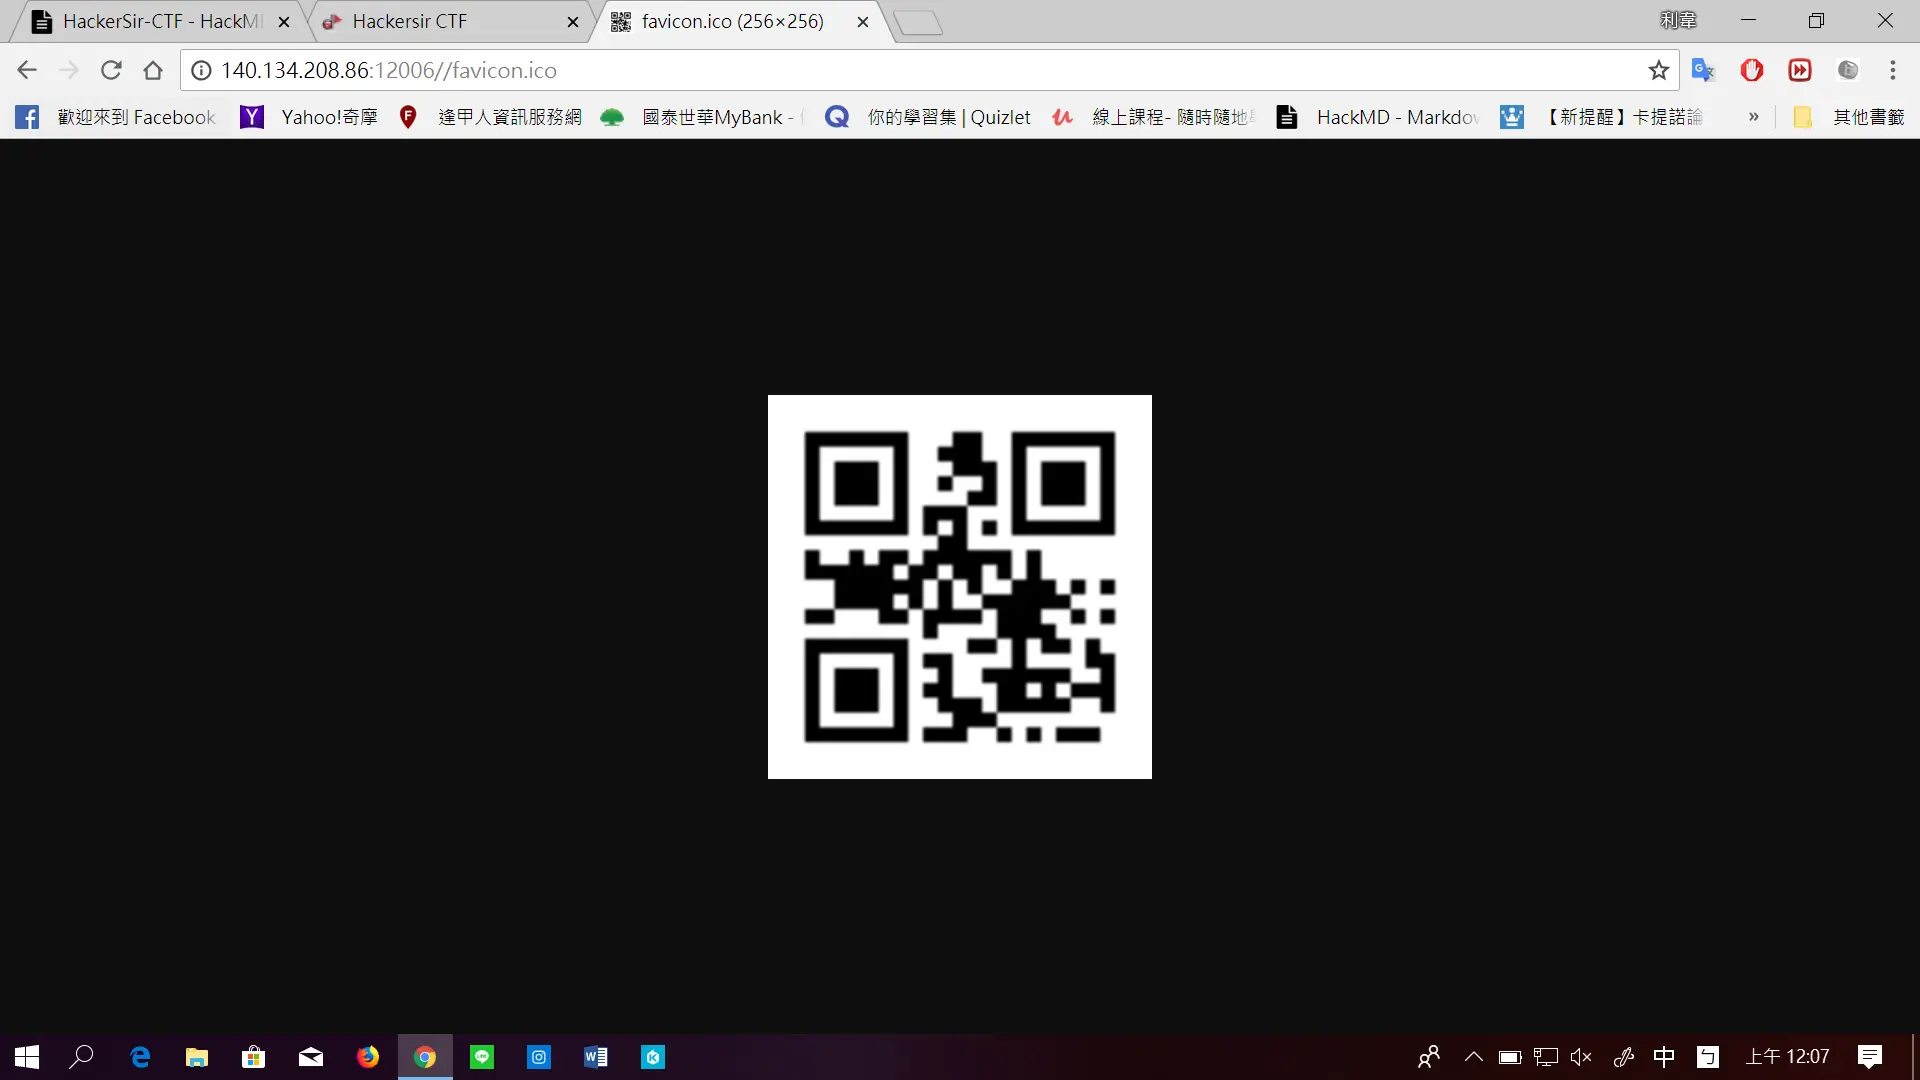 HackerSir-CTF - HackM
Hackersir CTF
favicon.ico (256×256)
利韋
140.134.208.86:12006//favicon.ico
歡迎來到 Facebook
Yahoo!奇摩
逢甲人資訊服務網
國泰世華MyBank -
你的學習集 | Quizlet
線上課程- 隨時隨地
HackMD - Markdow
【新提醒】卡提諾論
»
其他書籤
中
ㄅ
上午 12:07